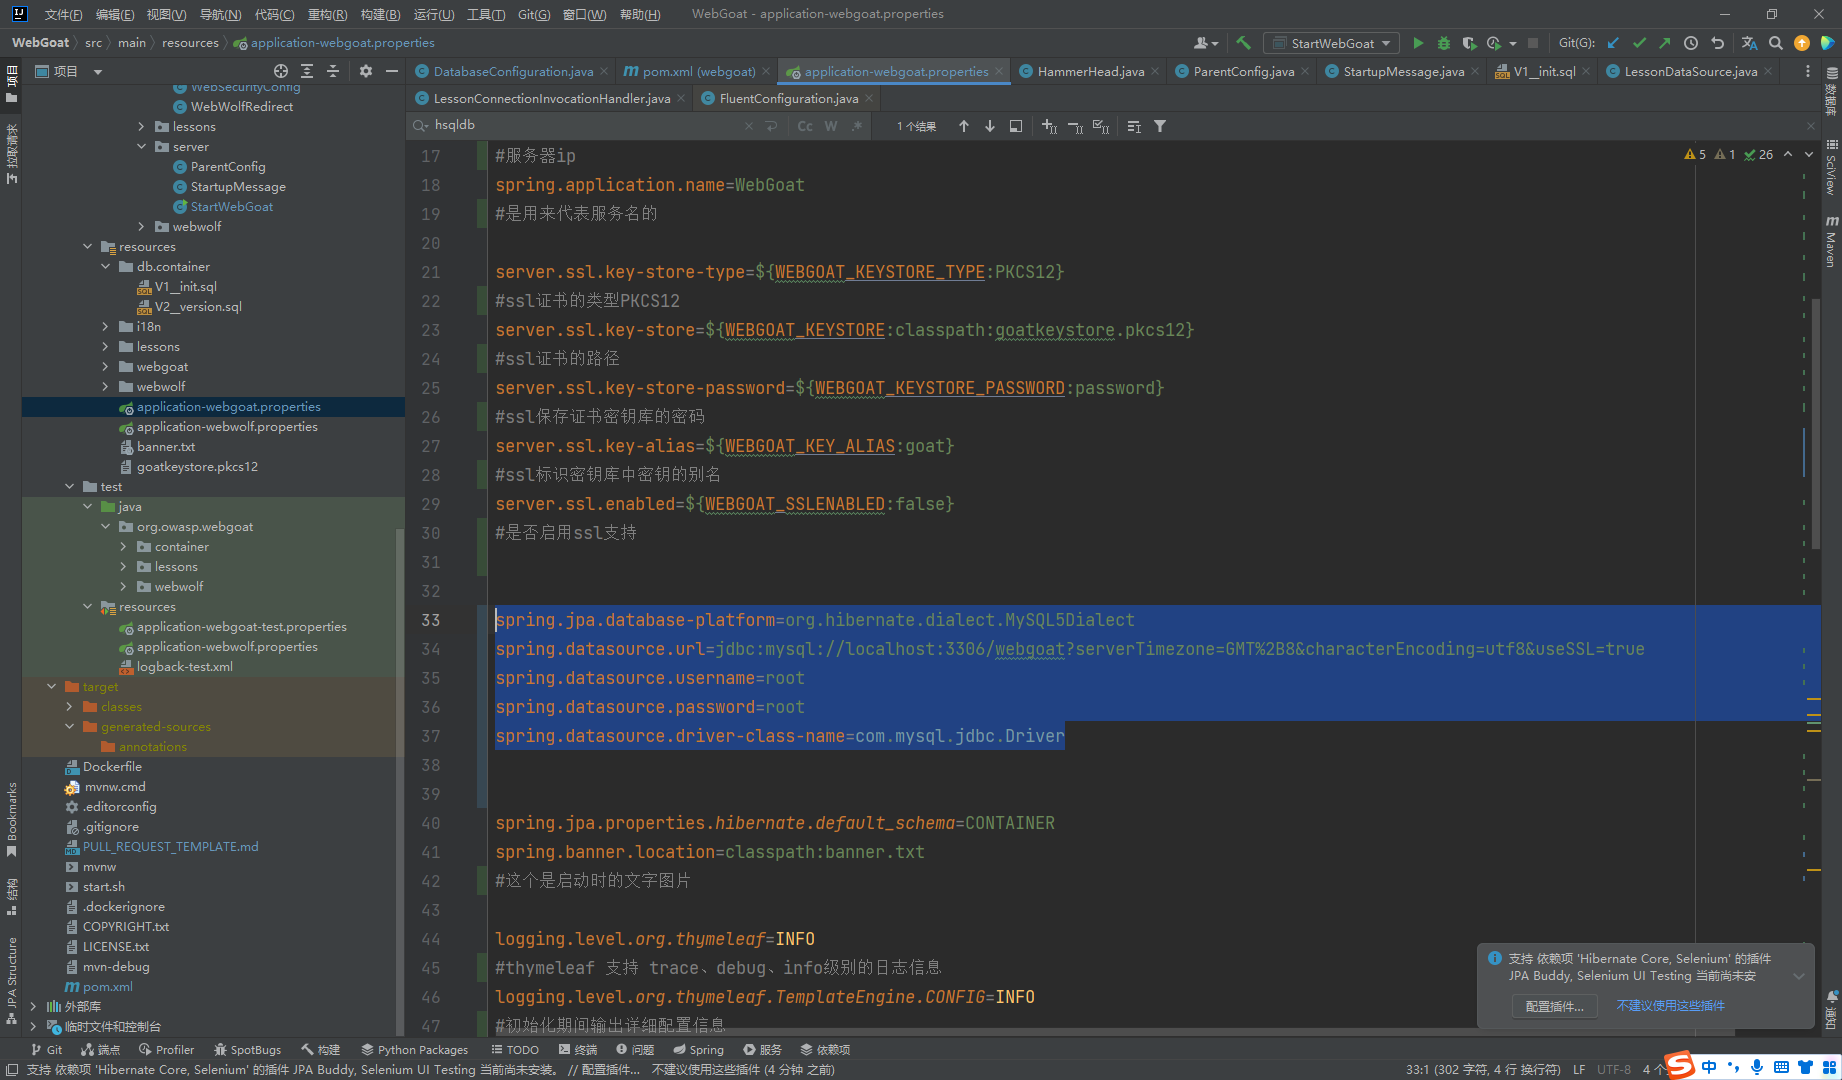 文件(F) 编辑(E) 视图(V) 导航(N) 代码(C) 重构(R) 构建(B) 运行(U) 工具(T) Git(G) 窗口(W) 帮助(H) WebGoat - application-webgoat.properties
WebGoat src main resources application-webgoat.properties StartWebGoat Git(G):
项目
DatabaseConfiguration.java pom.xml (webgoat) application-webgoat.properties HammerHead.java ParentConfig.java StartupMessage.java V1__init.sql LessonDataSource.java
LessonConnectionInvocationHandler.java FluentConfiguration.java
hsqldb Cc W .* 1 个结果
5 1 26
WebSecurityConfig
WebWolfRedirect
lessons
server
ParentConfig
StartupMessage
StartWebGoat
webwolf
resources
db.container
V1__init.sql
V2__version.sql
i18n
lessons
webgoat
webwolf
application-webgoat.properties
application-webwolf.properties
banner.txt
goatkeystore.pkcs12
test
java
org.owasp.webgoat
container
lessons
webwolf
resources
application-webgoat-test.properties
application-webwolf.properties
logback-test.xml
target
classes
generated-sources
annotations
Dockerfile
mvnw.cmd
.editorconfig
.gitignore
PULL_REQUEST_TEMPLATE.md
mvnw
start.sh
.dockerignore
COPYRIGHT.txt
LICENSE.txt
mvn-debug
pom.xml
外部库
临时文件和控制台
17 #服务器ip
18 spring.application.name=WebGoat
19 #是用来代表服务名的
20
21 server.ssl.key-store-type=${WEBGOAT_KEYSTORE_TYPE:PKCS12}
22 #ssl证书的类型PKCS12
23 server.ssl.key-store=${WEBGOAT_KEYSTORE:classpath:goatkeystore.pkcs12}
24 #ssl证书的路径
25 server.ssl.key-store-password=${WEBGOAT_KEYSTORE_PASSWORD:password}
26 #ssl保存证书密钥库的密码
27 server.ssl.key-alias=${WEBGOAT_KEY_ALIAS:goat}
28 #ssl标识密钥库中密钥的别名
29 server.ssl.enabled=${WEBGOAT_SSLENABLED:false}
30 #是否启用ssl支持
31
32
33 spring.jpa.database-platform=org.hibernate.dialect.MySQL5Dialect
34 spring.datasource.url=jdbc:mysql://localhost:3306/webgoat?serverTimezone=GMT%2B8&characterEncoding=utf8&useSSL=true
35 spring.datasource.username=root
36 spring.datasource.password=root
37 spring.datasource.driver-class-name=com.mysql.jdbc.Driver
38
39
40 spring.jpa.properties.hibernate.default_schema=CONTAINER
41 spring.banner.location=classpath:banner.txt
42 #这个是启动时的文字图片
43
44 logging.level.org.thymeleaf=INFO
45 #thymeleaf 支持 trace、debug、info级别的日志信息
46 logging.level.org.thymeleaf.TemplateEngine.CONFIG=INFO
47 #初始化期间输出详细配置信息
支持 依赖项 'Hibernate Core, Selenium' 的插件
JPA Buddy, Selenium UI Testing 当前尚未安
配置插件... 不建议使用这些插件
项目
拉取请求
Bookmarks
结构
JPA Structure
数据库
SciView
m Maven
通知
Git 端点 Profiler SpotBugs 构建 Python Packages TODO 终端 问题 Spring 服务 依赖项
支持 依赖项 'Hibernate Core, Selenium' 的插件 JPA Buddy, Selenium UI Testing 当前尚未安装。 // 配置插件... 不建议使用这些插件 (4 分钟 之前) 33:1 (302 字符, 4 行 换行符) LF UTF-8 4 个 中